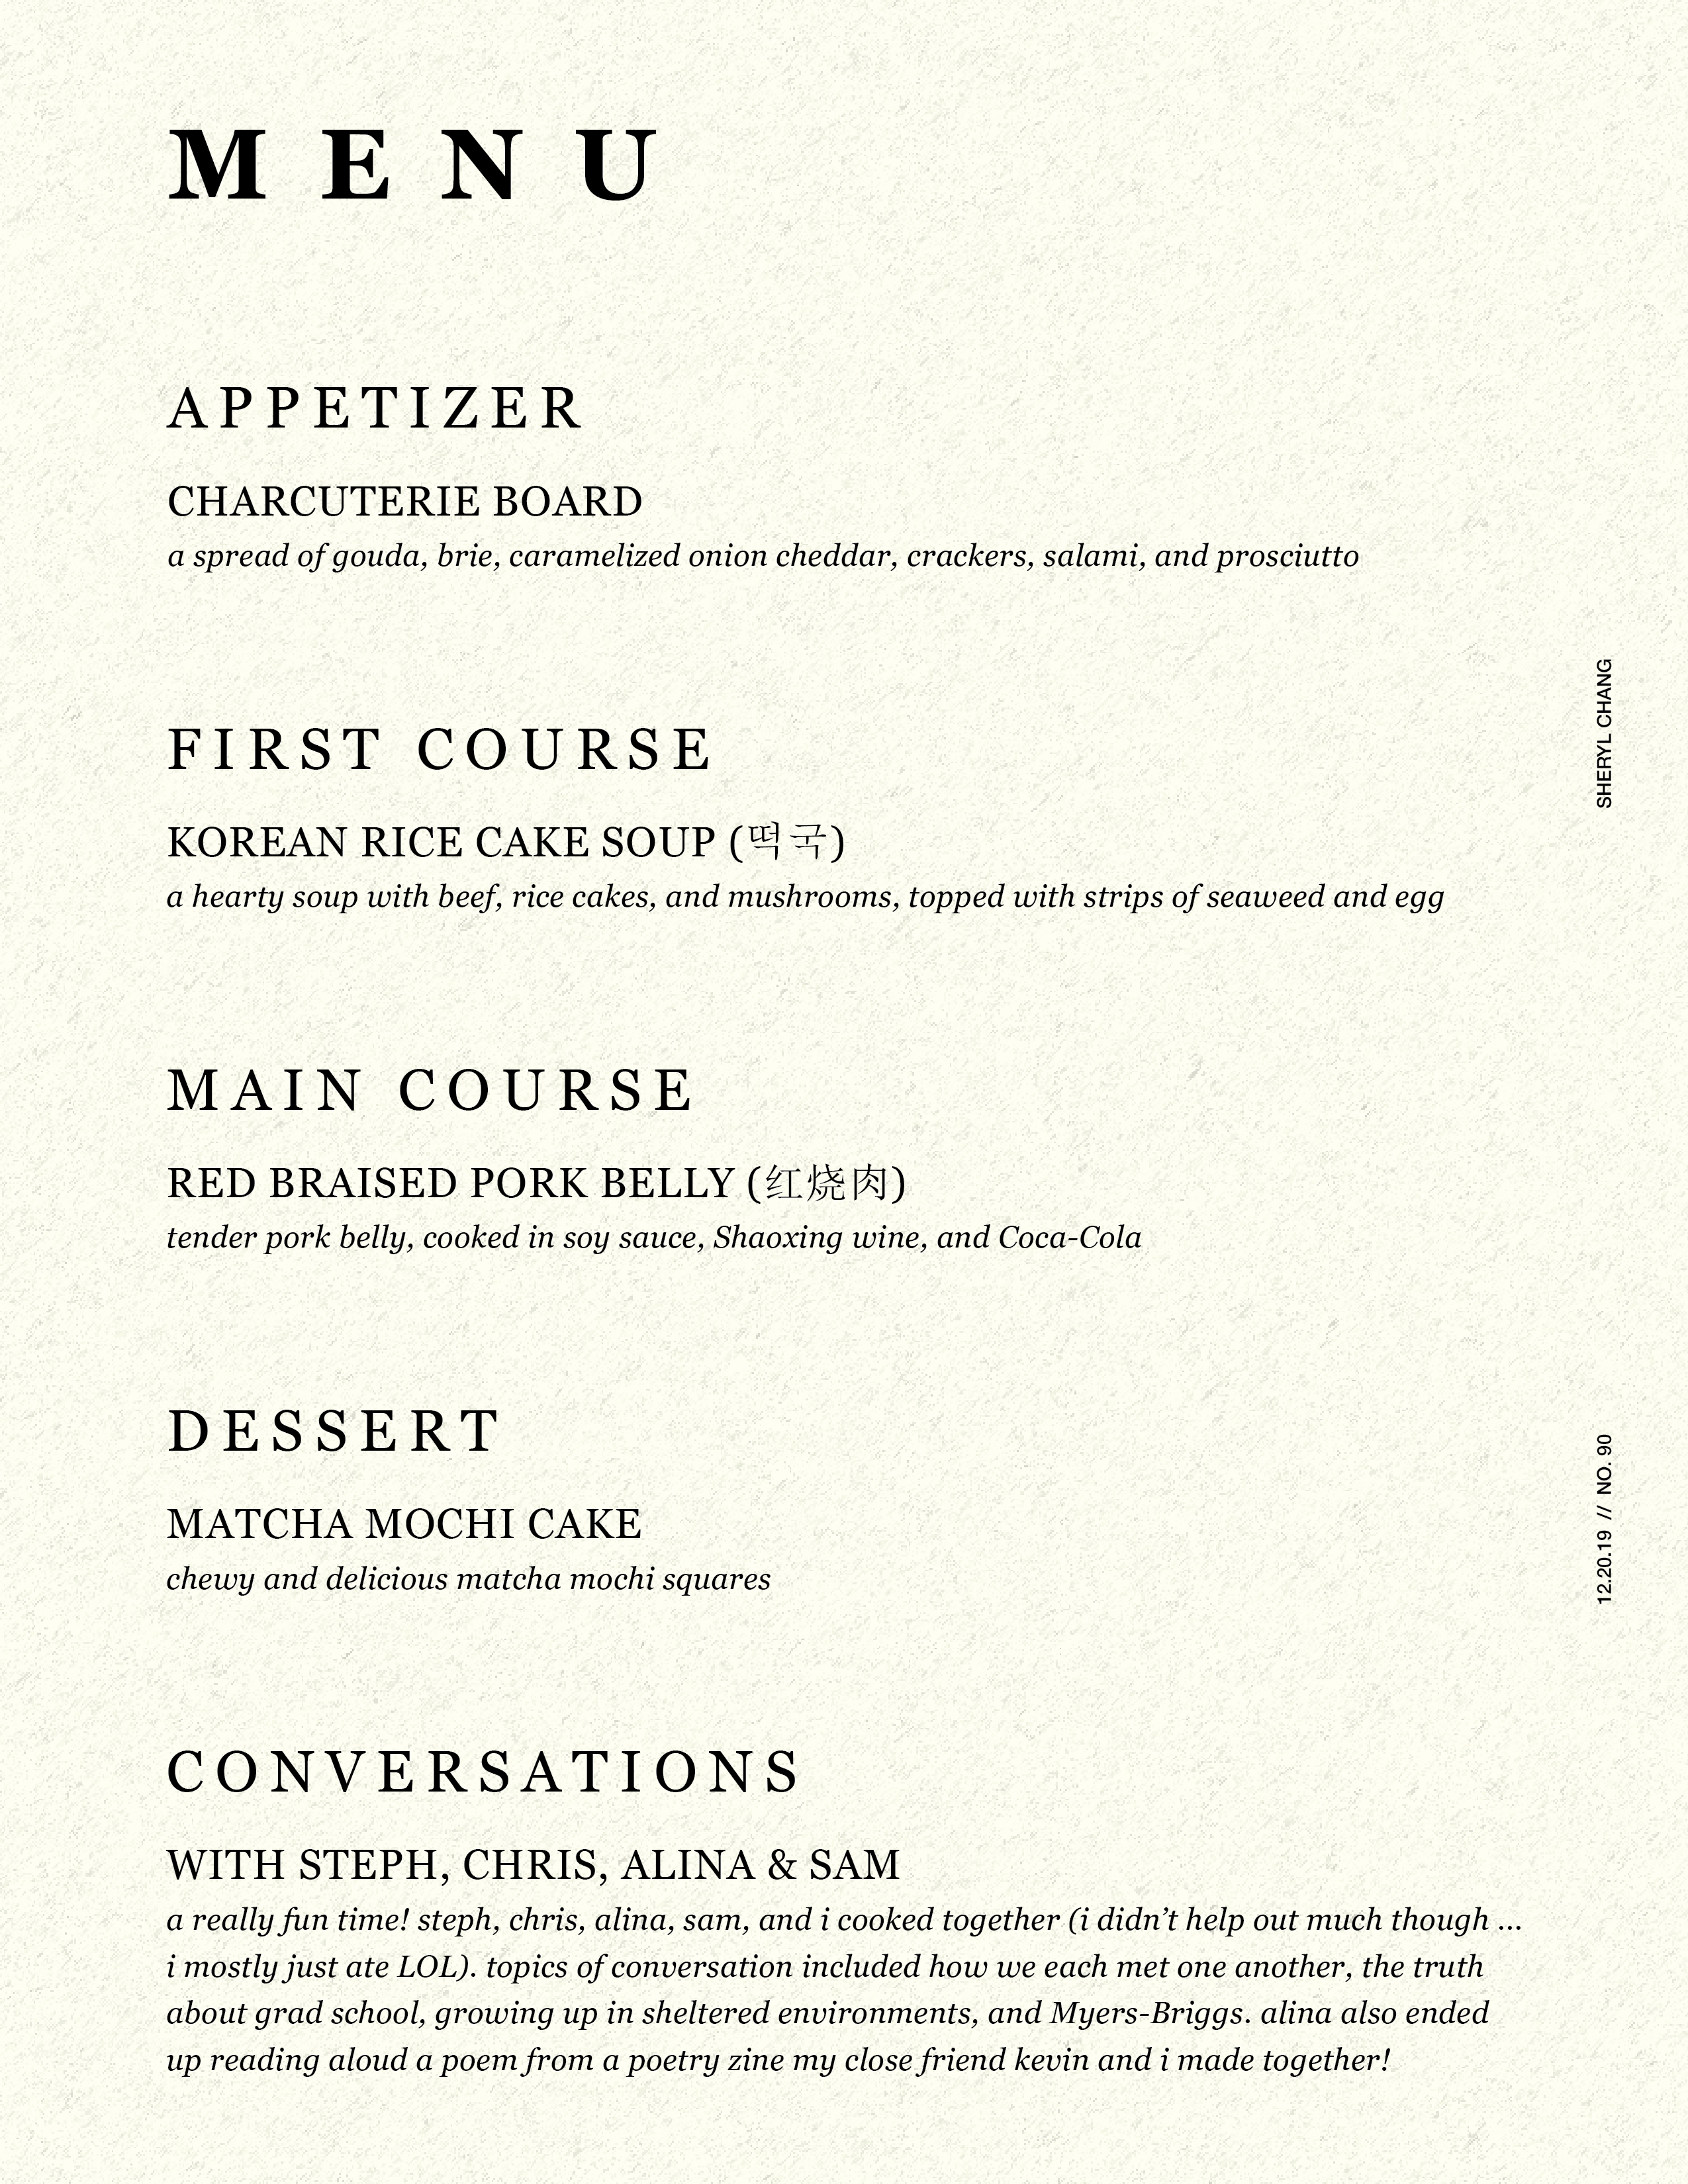 MENU
APPETIZER
CHARCUTERIE BOARD
a spread of gouda, brie, caramelized onion cheddar, crackers, salami, and prosciutto
FIRST COURSE
KOREAN RICE CAKE SOUP (떡국)
a hearty soup with beef, rice cakes, and mushrooms, topped with strips of seaweed and egg
MAIN COURSE
RED BRAISED PORK BELLY (红烧肉)
tender pork belly, cooked in soy sauce, Shaoxing wine, and Coca-Cola
DESSERT
MATCHA MOCHI CAKE
chewy and delicious matcha mochi squares
CONVERSATIONS
WITH STEPH, CHRIS, ALINA & SAM
a really fun time! steph, chris, alina, sam, and i cooked together (i didn’t help out much though ...
i mostly just ate LOL). topics of conversation included how we each met one another, the truth
about grad school, growing up in sheltered environments, and Myers-Briggs. alina also ended
up reading aloud a poem from a poetry zine my close friend kevin and i made together!
SHERYL CHANG
12.20.19 // NO. 90